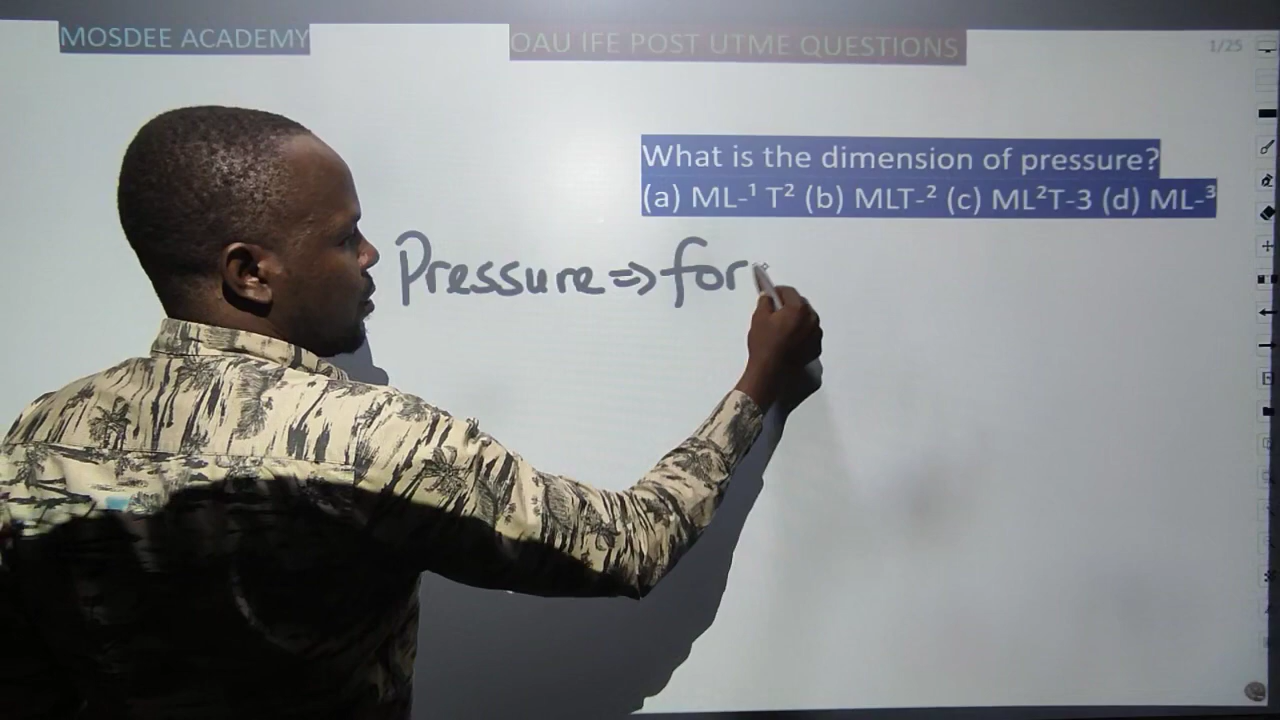 MOSDEE ACADEMY
OAU IFE POST UTME QUESTIONS
1/25
What is the dimension of pressure?
(a) ML-¹ T² (b) MLT-² (c) ML²T-3 (d) ML-³
Pressure => for